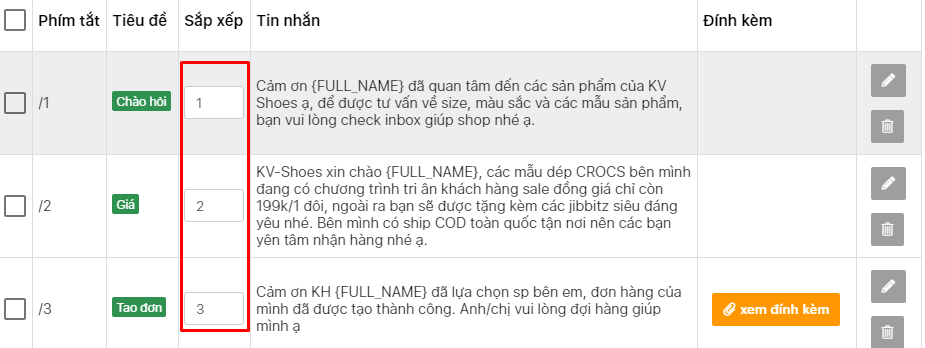 Phím tắt Tiêu đề Sắp xếp Tin nhắn Đính kèm
/1 Chào hỏi 1
Cảm ơn {FULL_NAME} đã quan tâm đến các sản phẩm của KV
Shoes ạ, để được tư vấn về size, màu sắc và các mẫu sản phẩm,
bạn vui lòng check inbox giúp shop nhé ạ.
/2 Giá 2
KV-Shoes xin chào {FULL_NAME}, các mẫu dép CROCS bên mình
đang có chương trình tri ân khách hàng sale đồng giá chỉ còn
199k/1 đôi, ngoài ra bạn sẽ được tặng kèm các jibbitz siêu đáng
yêu nhé. Bên mình có ship COD toàn quốc tận nơi nên các bạn
yên tâm nhận hàng nhé ạ.
/3 Tạo đơn 3
Cảm ơn KH {FULL_NAME} đã lựa chọn sp bên em, đơn hàng của
mình đã được tạo thành công. Anh/chị vui lòng đợi hàng giúp
mình ạ
xem đính kèm